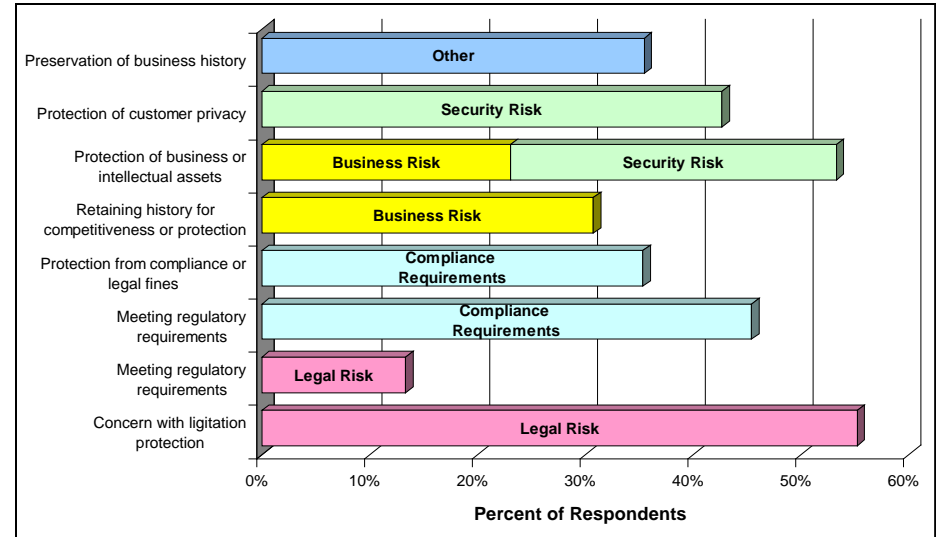 Preservation of business history
Other
Protection of customer privacy
Security Risk
Protection of business or
intellectual assets
Business Risk
Security Risk
Retaining history for
competitiveness or protection
Business Risk
Protection from compliance or
legal fines
Compliance
Requirements
Meeting regulatory
requirements
Compliance
Requirements
Meeting regulatory
requirements
Legal Risk
Concern with ligitation
protection
Legal Risk
0% 10% 20% 30% 40% 50% 60%
Percent of Respondents